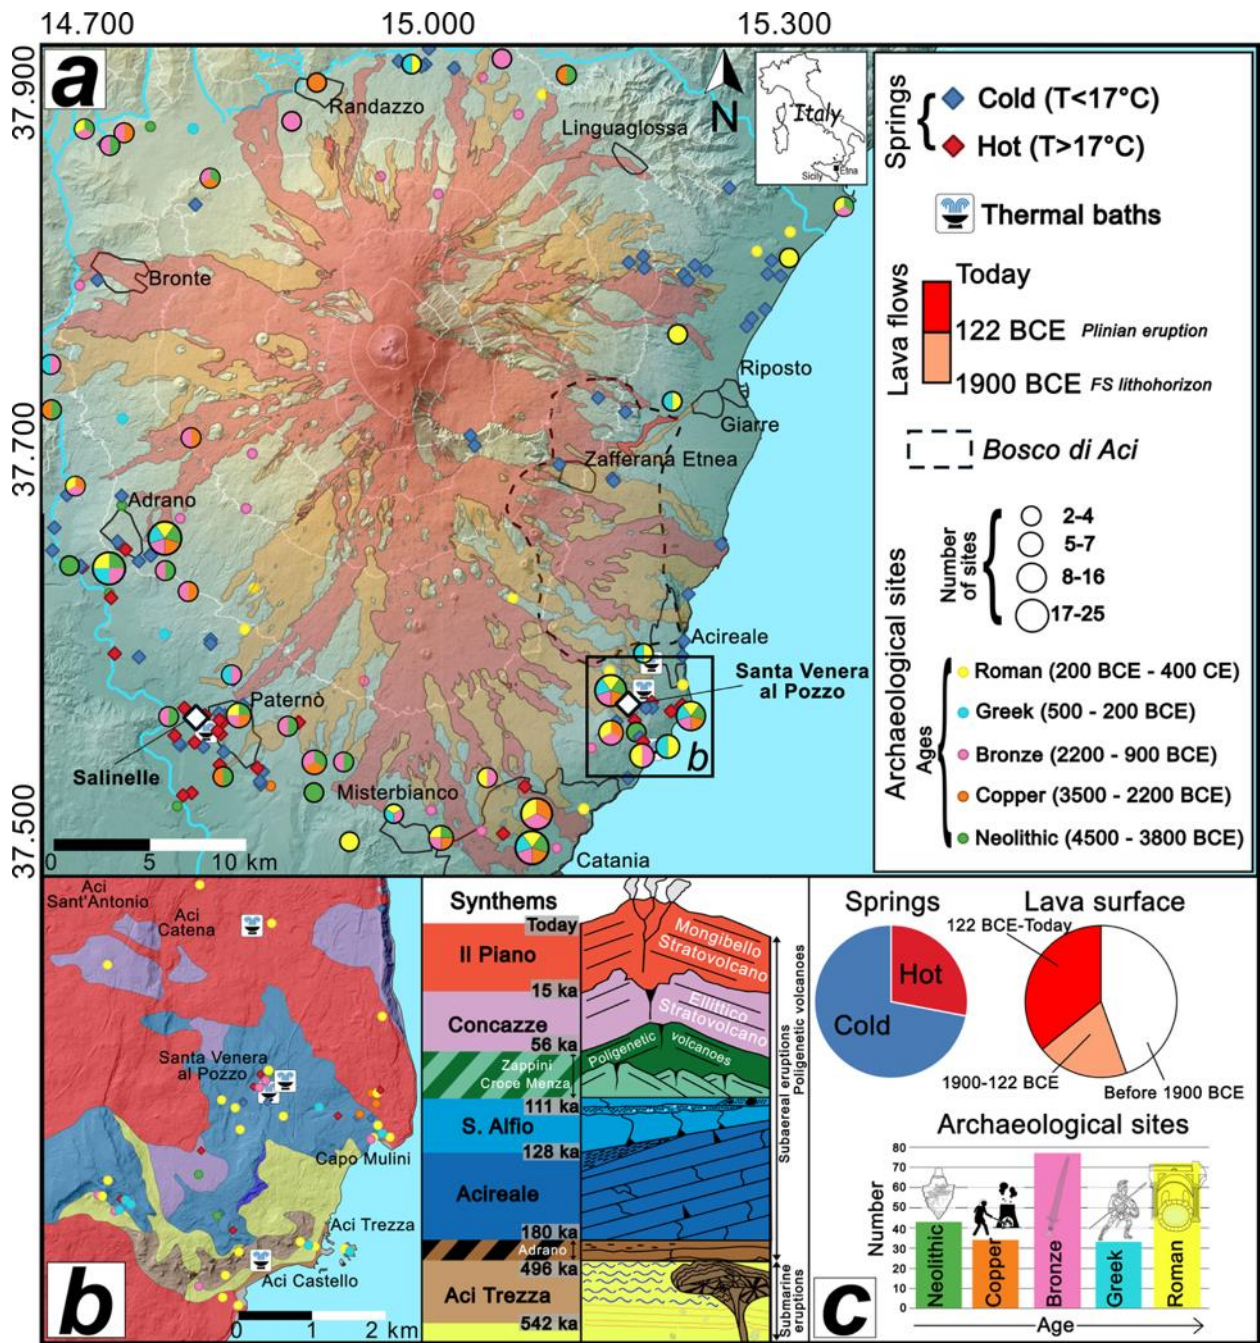 14.700
15.000
15.300
37.900
37.700
37.500
a
N
Italy
Sicily
Etna
Randazzo
Linguaglossa
Bronte
Riposto
Giarre
Zafferana Etnea
Adrano
Acireale
Santa Venera
al Pozzo
Paternò
Salinelle
Misterbianco
Catania
b
0
5
10 km
Springs
Cold (T<17°C)
Hot (T>17°C)
Thermal baths
Lava flows
Today
122 BCE
Plinian eruption
1900 BCE
FS lithohorizon
Bosco di Aci
Archaeological sites
Number
of sites
2-4
5-7
8-16
17-25
Ages
Roman (200 BCE - 400 CE)
Greek (500 - 200 BCE)
Bronze (2200 - 900 BCE)
Copper (3500 - 2200 BCE)
Neolithic (4500 - 3800 BCE)
Aci
Sant'Antonio
Aci
Catena
Santa Venera
al Pozzo
Capo Mulini
Aci Trezza
Aci Castello
b
0
1
2 km
Synthems
Today
Il Piano
15 ka
Concazze
56 ka
Zappini
Croce Menza
111 ka
S. Alfio
128 ka
Acireale
180 ka
Adrano
496 ka
Aci Trezza
542 ka
Mongibello
Stratovolcano
Ellittico
Stratovolcano
Poligenetic volcanoes
Subaereal eruptions
Poligenetic volcanoes
Submarine
eruptions
Springs
Hot
Cold
Lava surface
122 BCE-Today
1900-122 BCE
Before 1900 BCE
Archaeological sites
Number
80
70
60
50
40
30
20
10
0
Neolithic
Copper
Bronze
Greek
Roman
Age
c